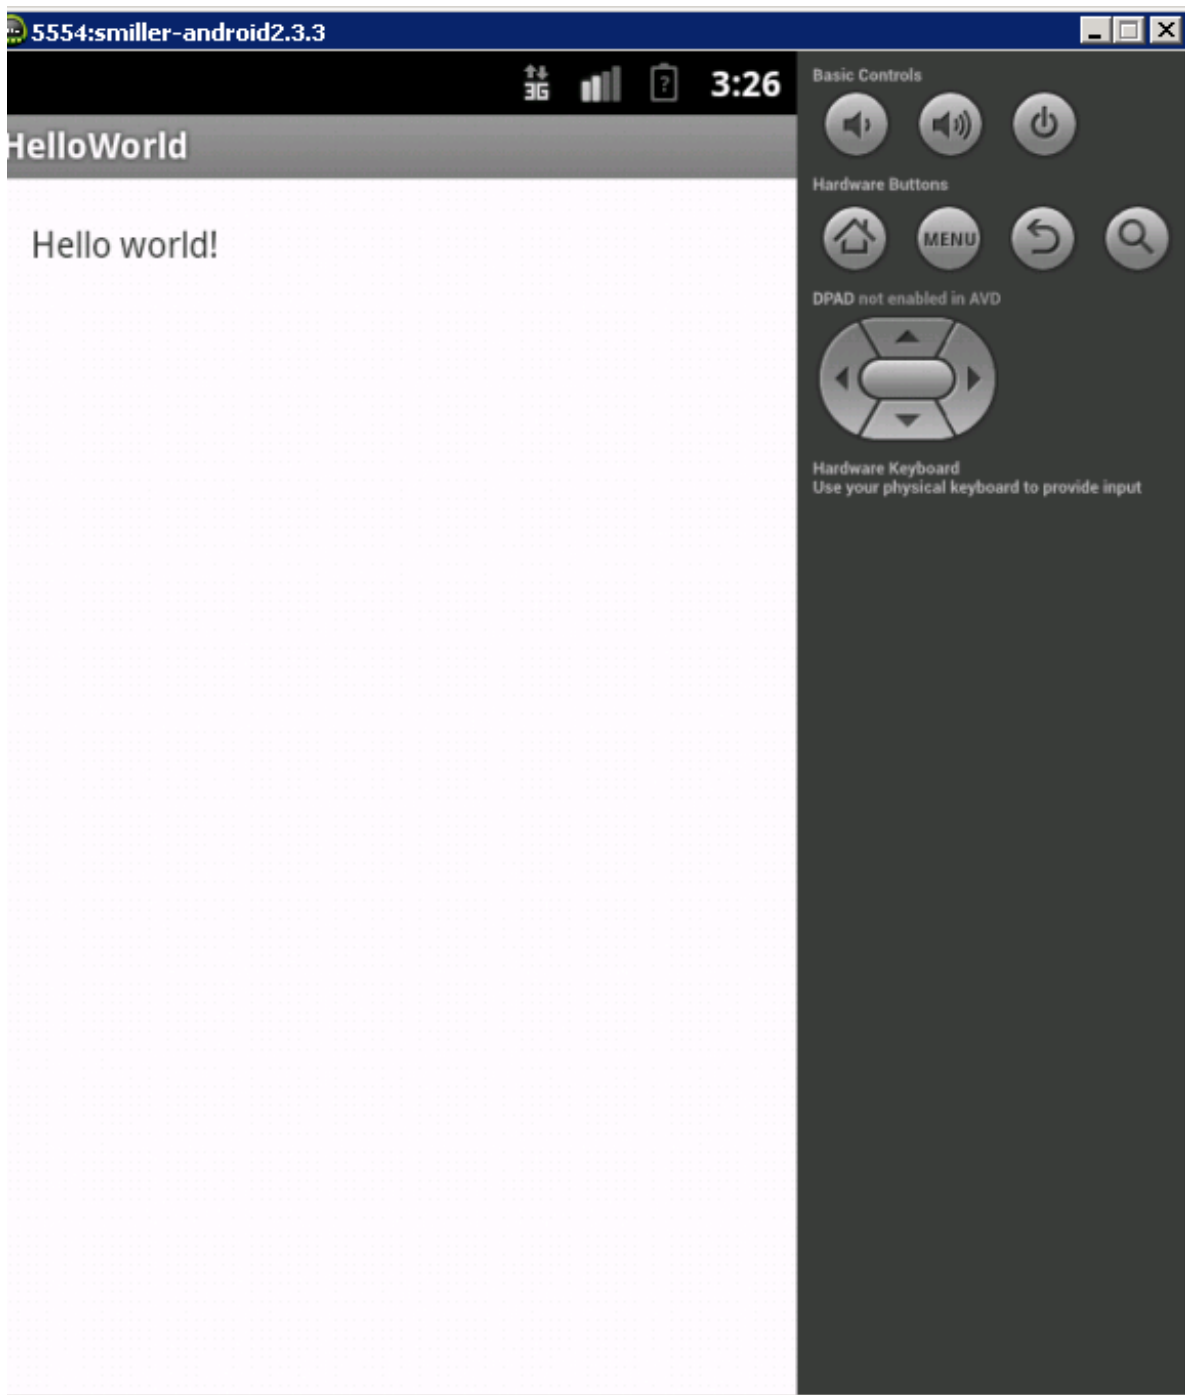 5554:smiller-android2.3.3
3G
?
3:26
HelloWorld
Hello world!
Basic Controls
Hardware Buttons
MENU
DPAD not enabled in AVD
Hardware Keyboard
Use your physical keyboard to provide input